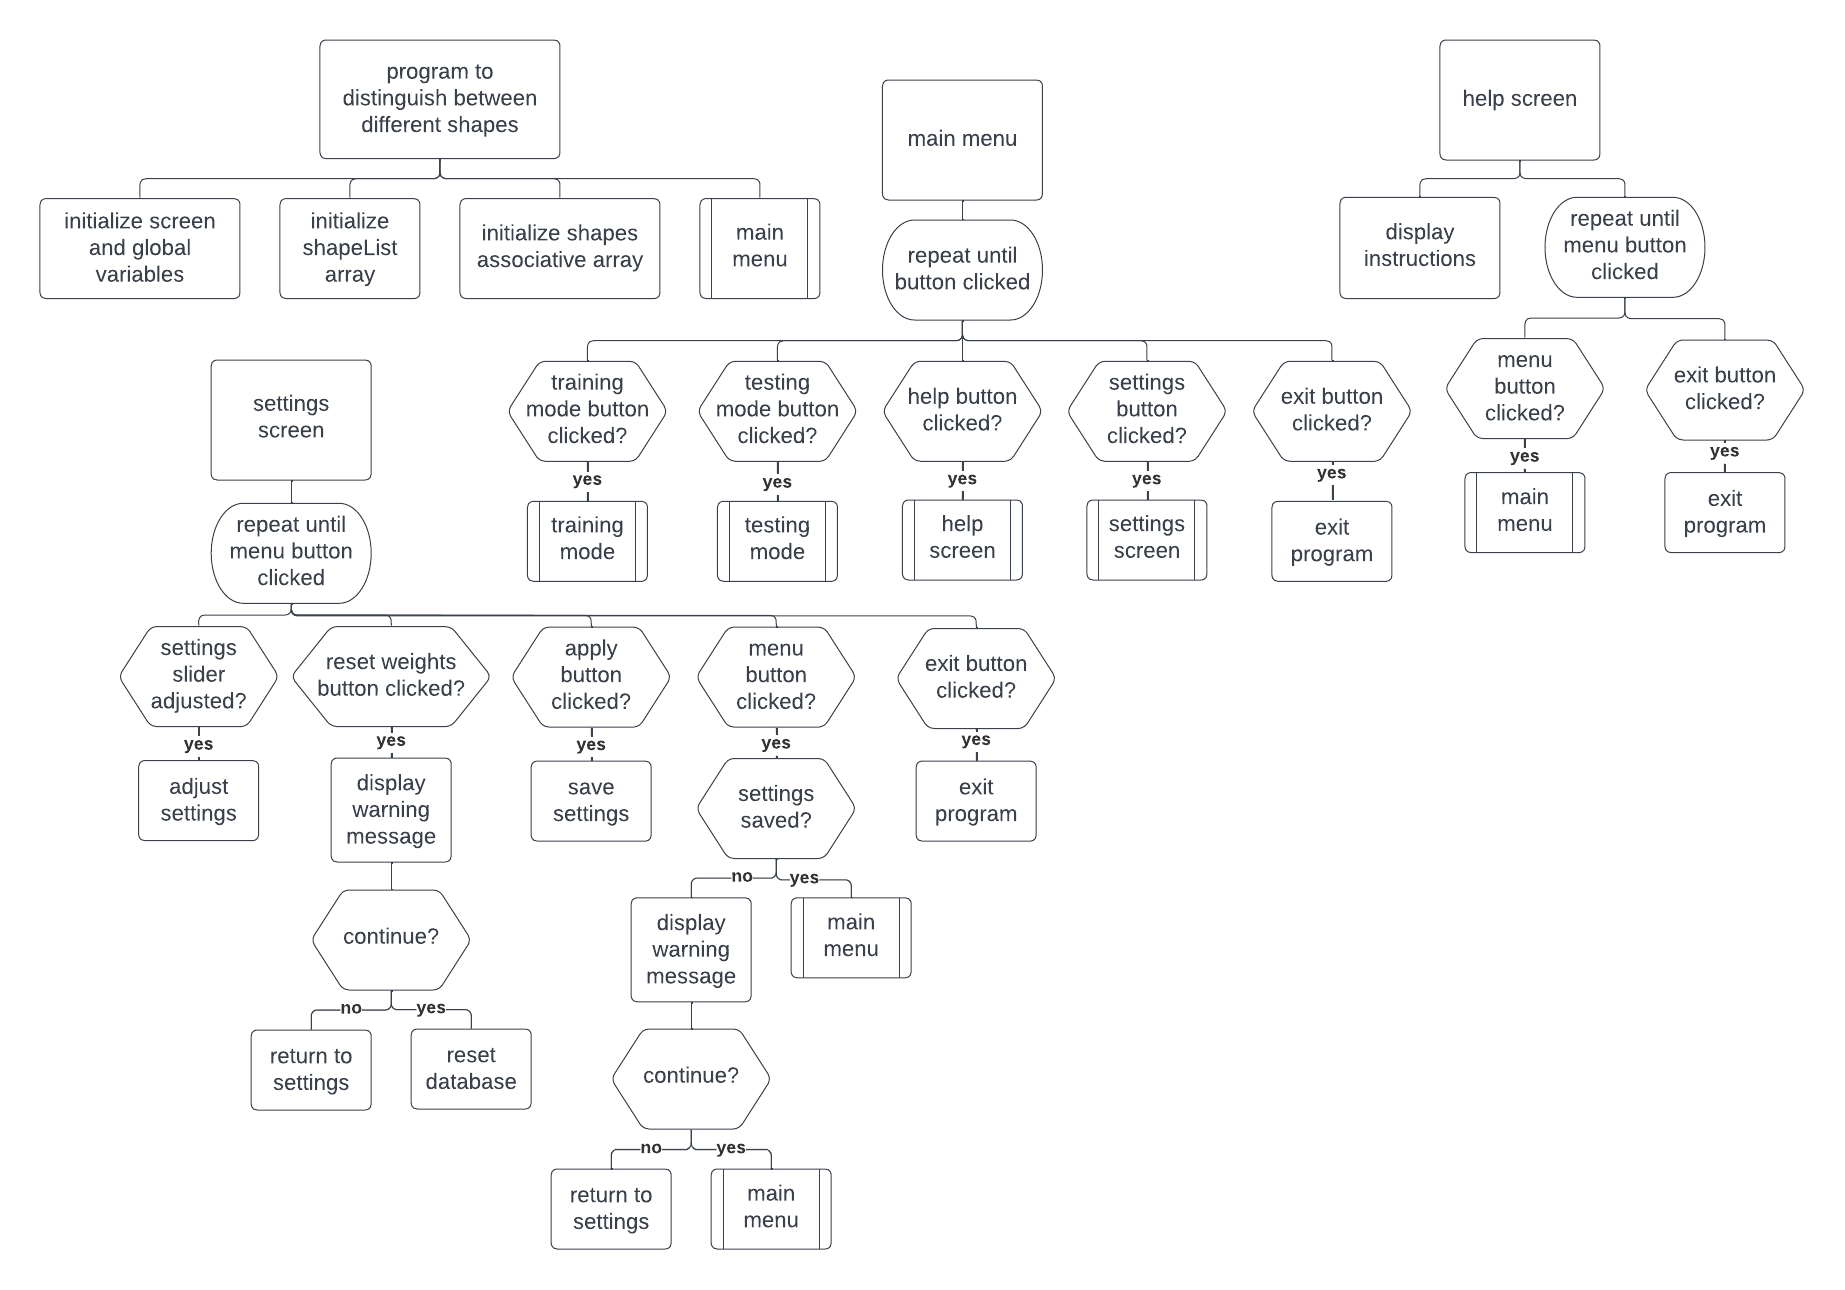 program to
distinguish between
different shapes
initialize screen
and global
variables
initialize
shapeList
array
initialize shapes
associative array
main
menu
main menu
repeat until
button clicked
training
mode button
clicked?
yes
training
mode
testing
mode button
clicked?
yes
testing
mode
help button
clicked?
yes
help
screen
settings
button
clicked?
yes
settings
screen
exit button
clicked?
yes
exit
program
help screen
display
instructions
repeat until
menu button
clicked
menu
button
clicked?
yes
main
menu
exit button
clicked?
yes
exit
program
settings
screen
repeat until
menu button
clicked
settings
slider
adjusted?
yes
adjust
settings
reset weights
button clicked?
yes
display
warning
message
continue?
no
yes
return to
settings
reset
database
apply
button
clicked?
yes
save
settings
menu
button
clicked?
yes
settings
saved?
no
yes
display
warning
message
main
menu
continue?
no
yes
return to
settings
main
menu
exit button
clicked?
yes
exit
program